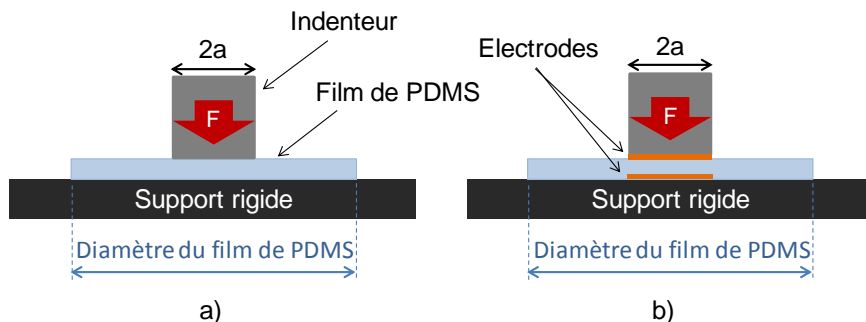 Indenteur
2a
Film de PDMS
F
Support rigide
Diamètre du film de PDMS
a)
Electrodes
2a
F
Support rigide
Diamètre du film de PDMS
b)